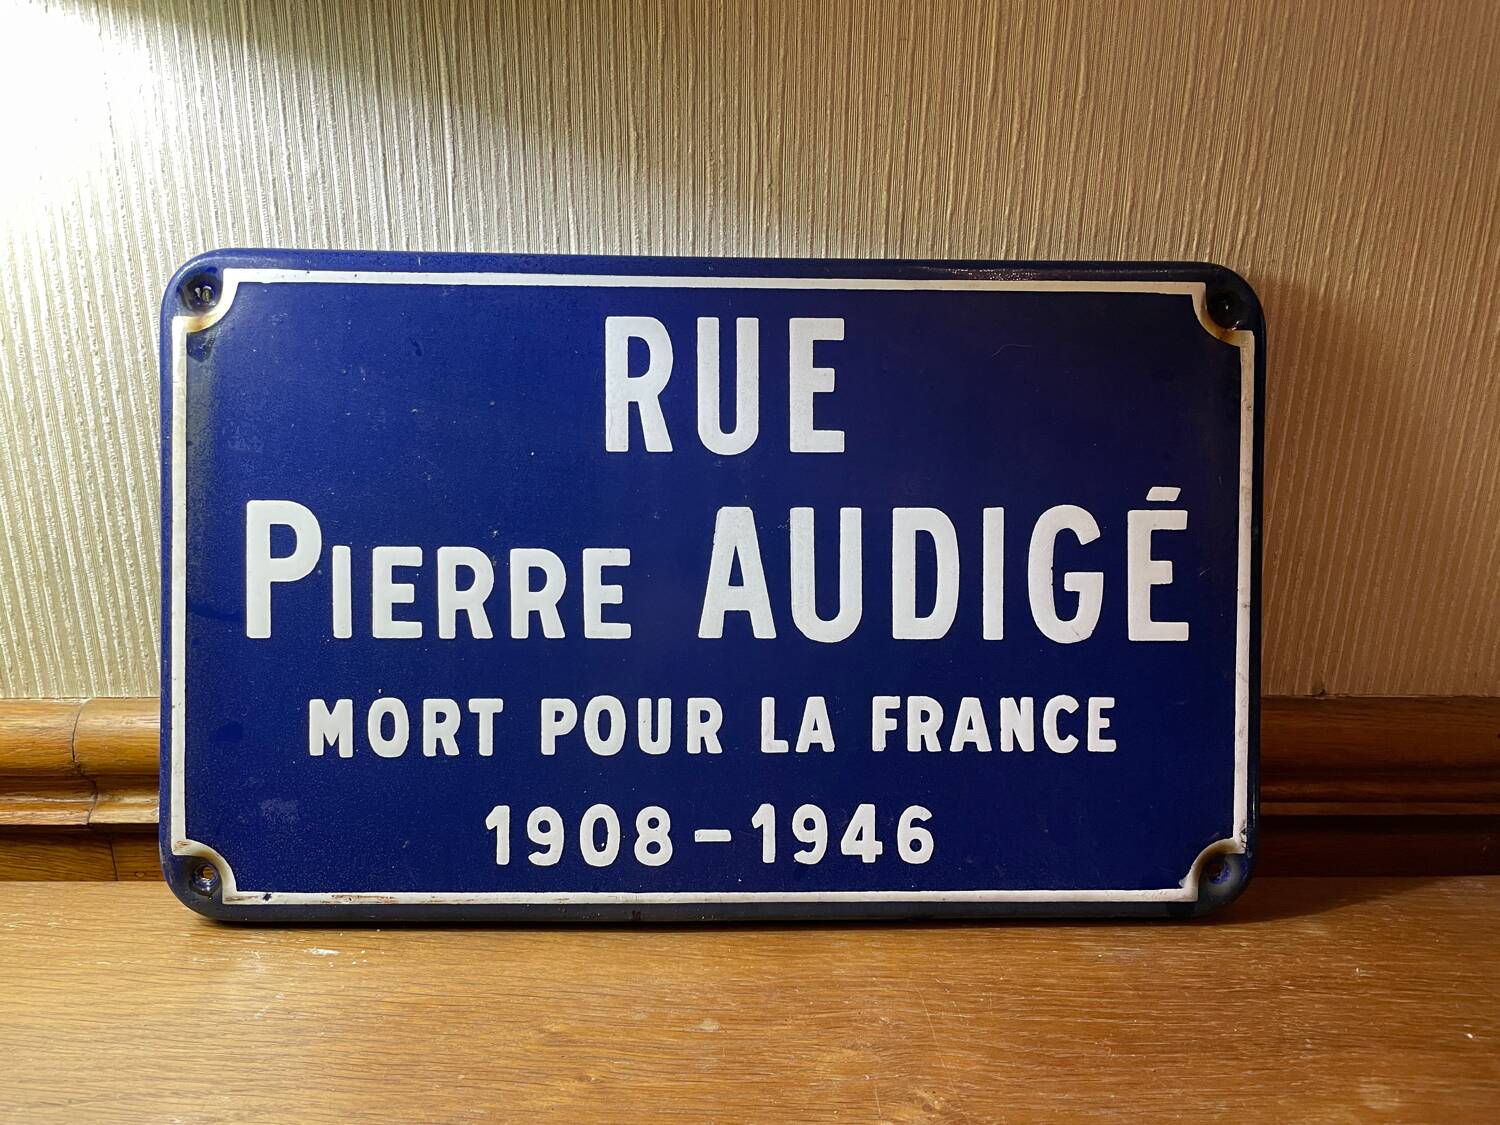 RUE
PIERRE AUDIGÉ
MORT POUR LA FRANCE
1908-1946